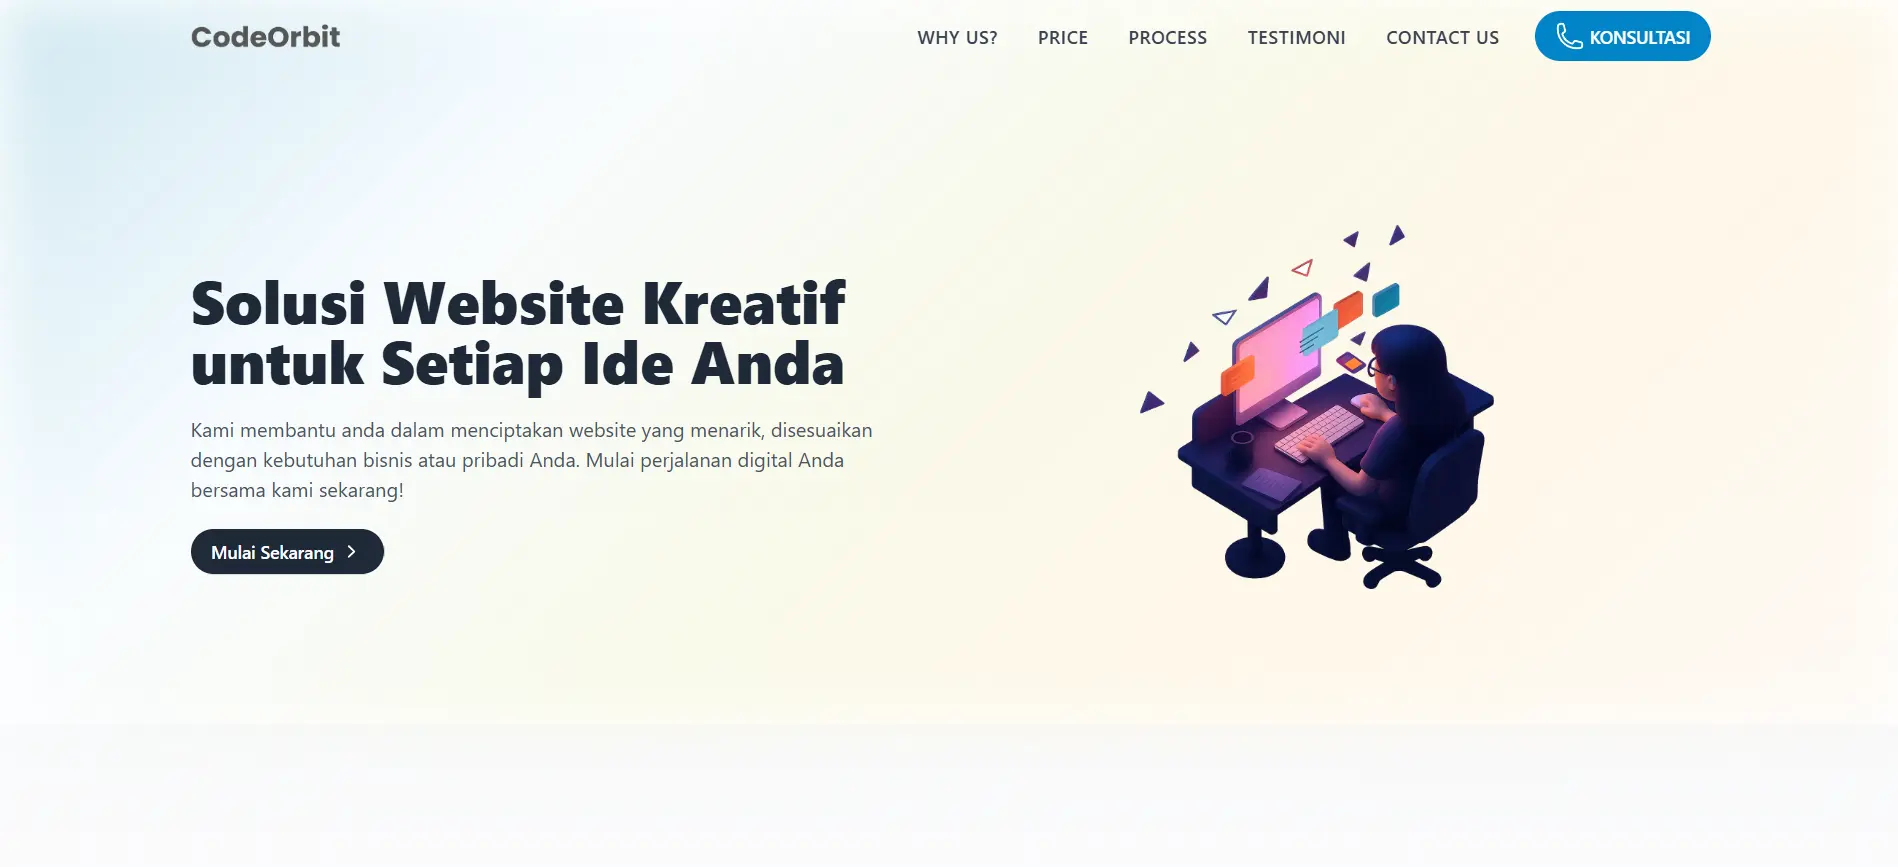 CodeOrbit
WHY US?
PRICE
PROCESS
TESTIMONI
CONTACT US
KONSULTASI
Solusi Website Kreatif
untuk Setiap Ide Anda
Kami membantu anda dalam menciptakan website yang menarik, disesuaikan
dengan kebutuhan bisnis atau pribadi Anda. Mulai perjalanan digital Anda
bersama kami sekarang!
Mulai Sekarang